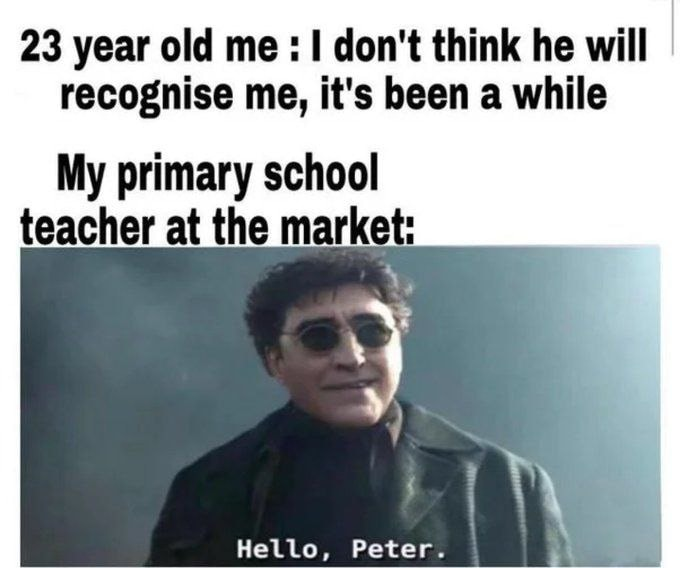 23 year old me : I don't think he will
recognise me, it's been a while
My primary school
teacher at the market:
Hello, Peter.